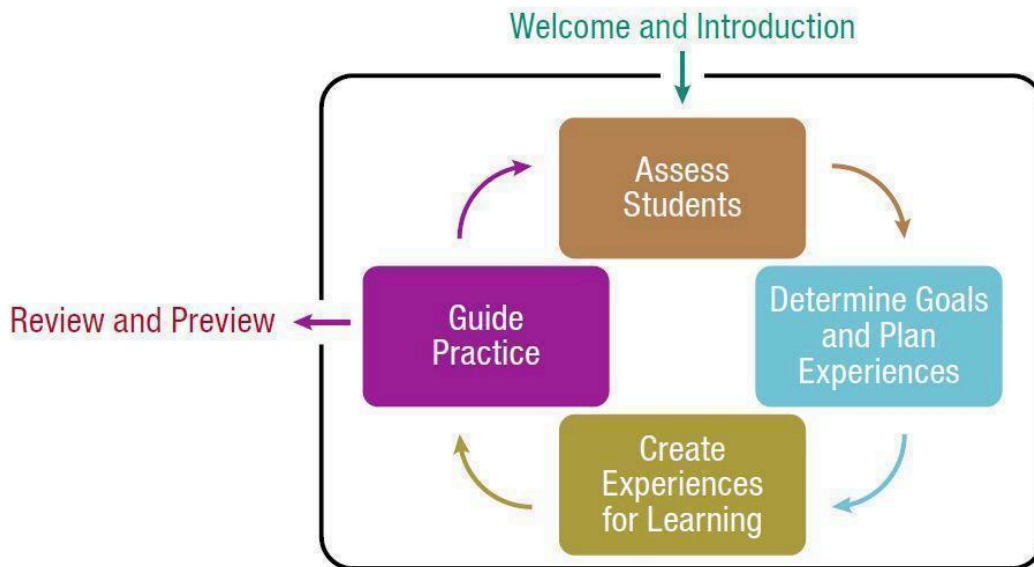 Welcome and Introduction
Assess
Students
Determine Goals
and Plan
Experiences
Create
Experiences
for Learning
Guide
Practice
Review and Preview